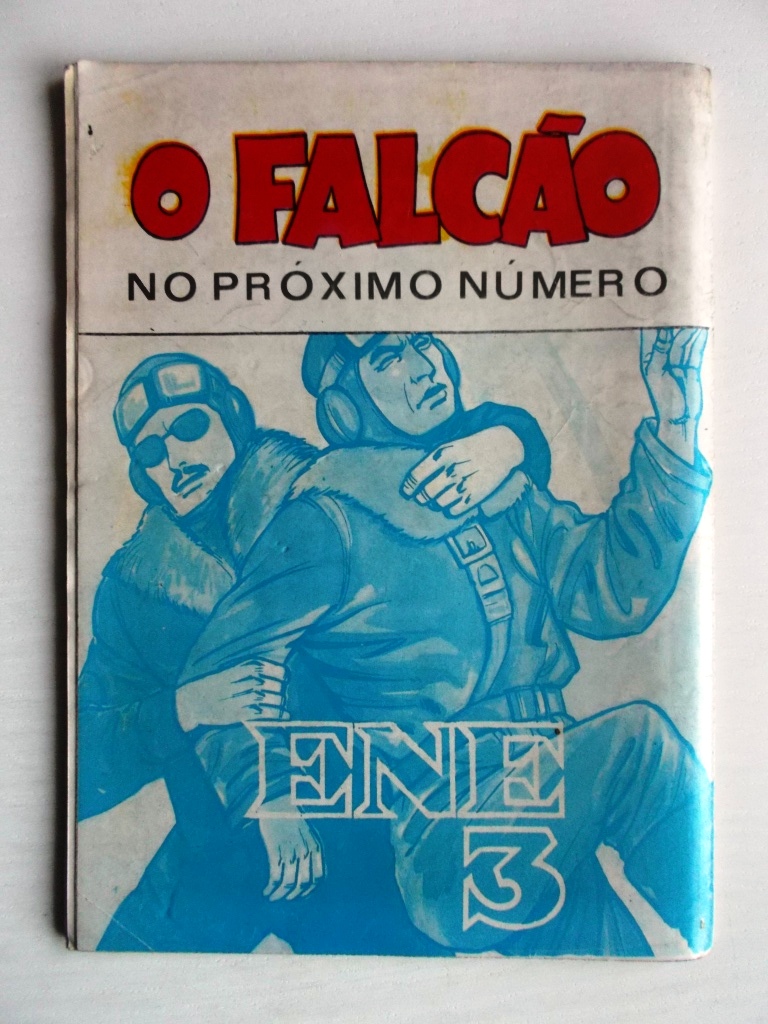 O FALCÃO
NO PRÓXIMO NÚMERO
ENE
3